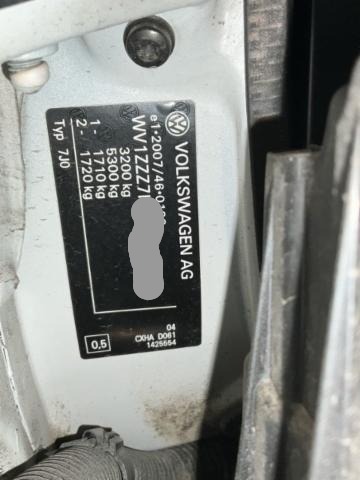 VOLKSWAGEN AG
e1*2007/46*0
WV1ZZZ7
3200 kg
5300 kg
1 - 1710 kg
2 - 1720 kg
Typ 7J0
04
CXHA D061
1425554
0,5